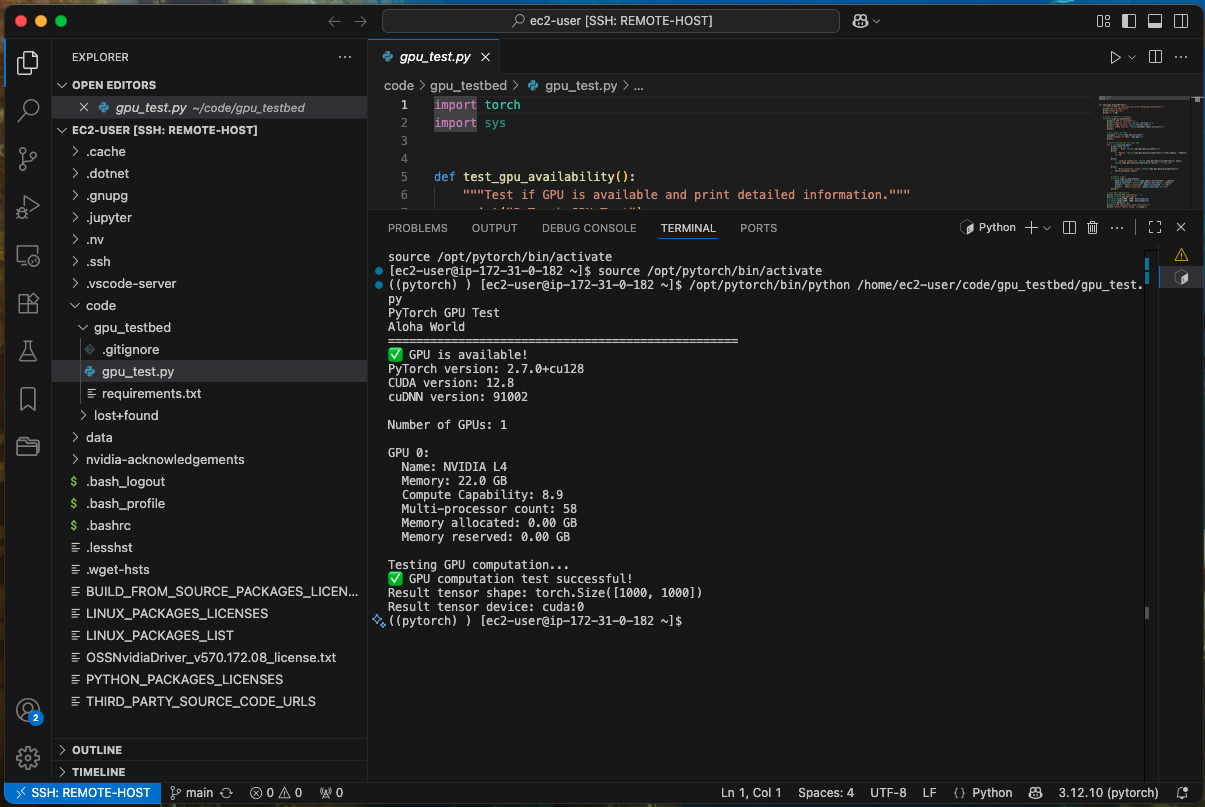 ec2-user [SSH: REMOTE-HOST]
EXPLORER
OPEN EDITORS
gpu_test.py ~/code/gpu_testbed
EC2-USER [SSH: REMOTE-HOST]
.cache
.dotnet
.gnupg
.jupyter
.nv
.ssh
.vscode-server
code
gpu_testbed
.gitignore
gpu_test.py
requirements.txt
lost+found
data
nvidia-acknowledgements
$ .bash_logout
$ .bash_profile
$ .bashrc
.lesshst
.wget-hsts
BUILD_FROM_SOURCE_PACKAGES_LICEN...
LINUX_PACKAGES_LICENSES
LINUX_PACKAGES_LIST
OSSNvidiaDriver_v570.172.08_license.txt
PYTHON_PACKAGES_LICENSES
THIRD_PARTY_SOURCE_CODE_URLS
OUTLINE
TIMELINE
2
gpu_test.py
code > gpu_testbed > gpu_test.py > ...
1 import torch
2 import sys
3
4
5 def test_gpu_availability():
6 """Test if GPU is available and print detailed information."""
PROBLEMS OUTPUT DEBUG CONSOLE TERMINAL PORTS Python
source /opt/pytorch/bin/activate
[ec2-user@ip-172-31-0-182 ~]$ source /opt/pytorch/bin/activate
((pytorch) ) [ec2-user@ip-172-31-0-182 ~]$ /opt/pytorch/bin/python /home/ec2-user/code/gpu_testbed/gpu_test.
py
PyTorch GPU Test
Aloha World
==================================================
✅ GPU is available!
PyTorch version: 2.7.0+cu128
CUDA version: 12.8
cuDNN version: 91002
Number of GPUs: 1
GPU 0:
Name: NVIDIA L4
Memory: 22.0 GB
Compute Capability: 8.9
Multi-processor count: 58
Memory allocated: 0.00 GB
Memory reserved: 0.00 GB
Testing GPU computation...
✅ GPU computation test successful!
Result tensor shape: torch.Size([1000, 1000])
Result tensor device: cuda:0
((pytorch) ) [ec2-user@ip-172-31-0-182 ~]$
SSH: REMOTE-HOST main 0 0 0 Ln 1, Col 1 Spaces: 4 UTF-8 LF {} Python 3.12.10 (pytorch)